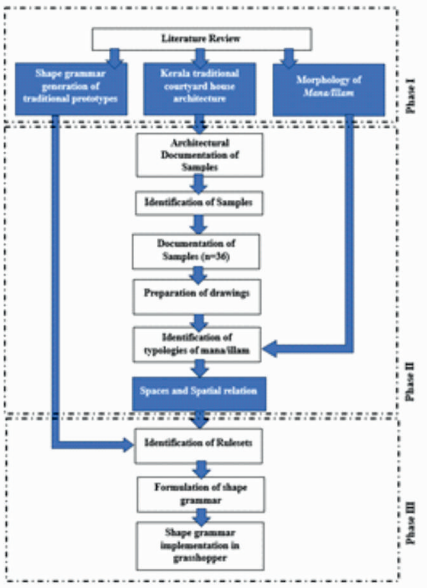 Literature Review
Shape grammar
generation of
traditional prototypes
Kerala traditional
courtyard house
architecture
Morphology of
Mana/Illam
Phase I
Architectural
Documentation of
Samples
Identification of Samples
Documentation of
Samples (n=36)
Preparation of drawings
Identification of
typologies of mana/illam
Spaces and Spatial relation
Phase II
Identification of Rulesets
Formulation of shape
grammar
Shape grammar
implementation in
grasshopper
Phase III